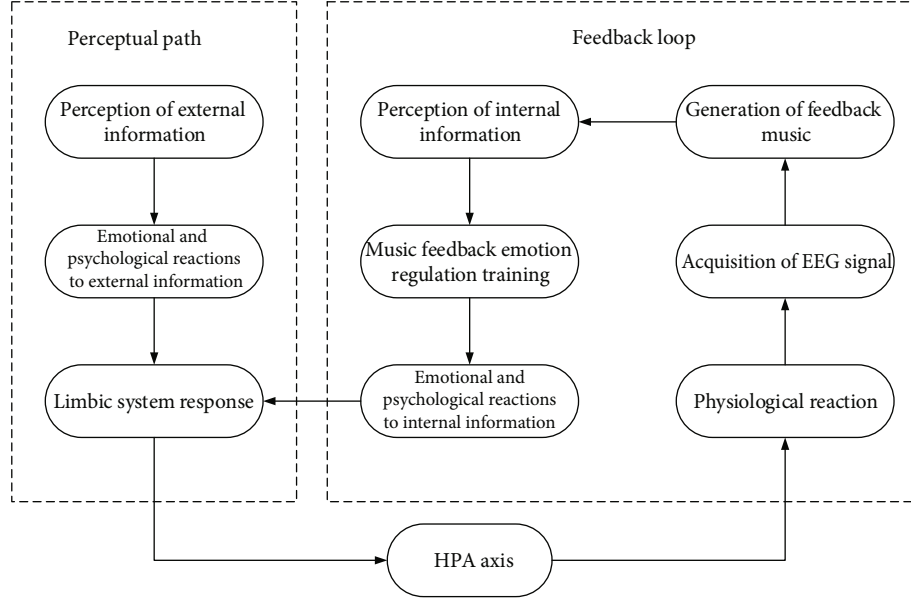 Perceptual path
Perception of external
information
Emotional and
psychological reactions
to external information
Limbic system response
Feedback loop
Perception of internal
information
Music feedback emotion
regulation training
Emotional and
psychological reactions
to internal information
Generation of feedback
music
Acquisition of EEG signal
Physiological reaction
HPA axis